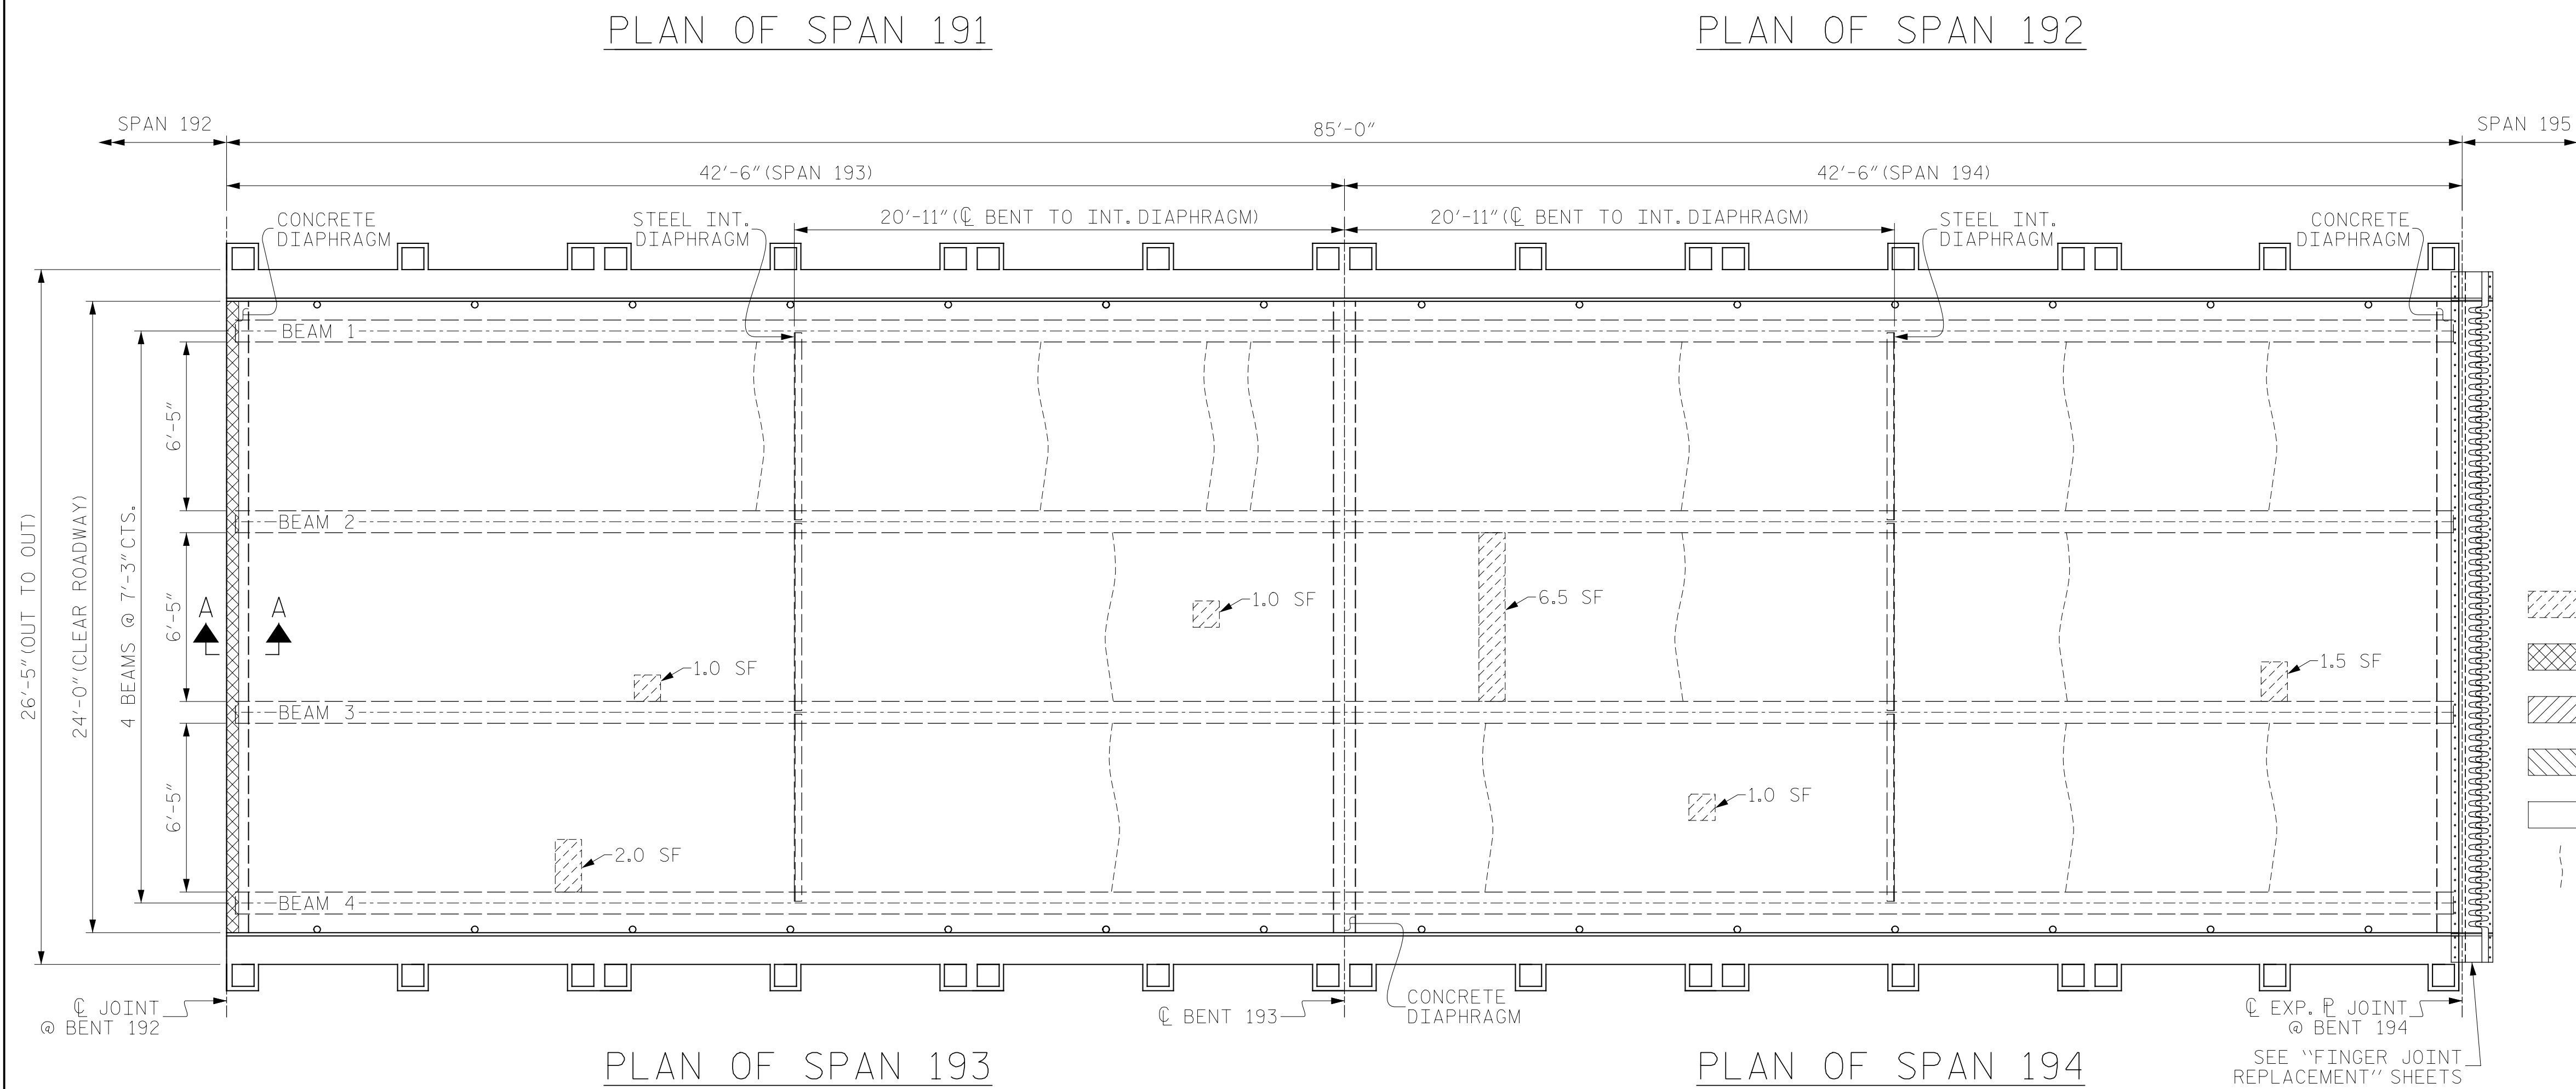 PLAN OF SPAN 191
PLAN OF SPAN 192
SPAN 192
85'-0"
SPAN 195
42'-6" (SPAN 193)
42'-6" (SPAN 194)
CONCRETE
DIAPHRAGM
STEEL INT.
DIAPHRAGM
20'-11" (℄ BENT TO INT. DIAPHRAGM)
20'-11" (℄ BENT TO INT. DIAPHRAGM)
STEEL INT.
DIAPHRAGM
CONCRETE
DIAPHRAGM
26'-5" (OUT TO OUT)
24'-0" (CLEAR ROADWAY)
4 BEAMS @ 7'-3" CTS.
6'-5"
6'-5"
6'-5"
BEAM 1
BEAM 2
BEAM 3
BEAM 4
A
A
1.0 SF
1.0 SF
2.0 SF
6.5 SF
1.5 SF
1.0 SF
℄ JOINT
@ BENT 192
℄ BENT 193
CONCRETE
DIAPHRAGM
℄ EXP. ⅊ JOINT
@ BENT 194
SEE "FINGER JOINT
REPLACEMENT" SHEETS
PLAN OF SPAN 193
PLAN OF SPAN 194